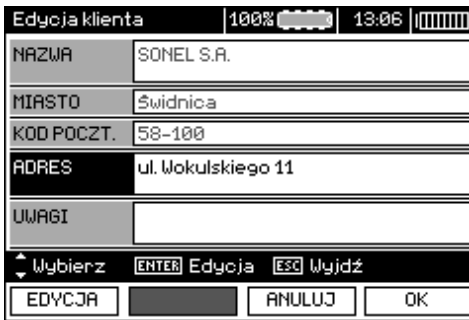 Edycja klienta 100% 13:06
NAZWA SONEL S.A.
MIASTO Świdnica
KOD POCZT. 58-100
ADRES ul. Wokulskiego 11
UWAGI
Wybierz ENTER Edycja ESC Wyjdź
EDYCJA ANULUJ OK